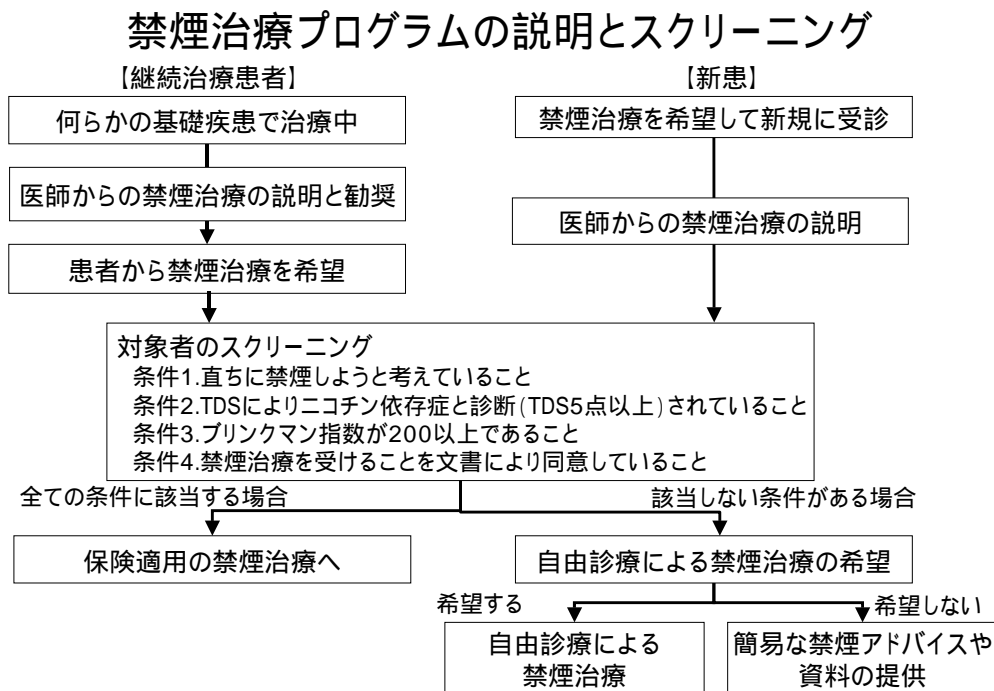 禁煙治療プログラムの説明とスクリーニング
【継続治療患者】
何らかの基礎疾患で治療中
医師からの禁煙治療の説明と勧奨
患者から禁煙治療を希望
【新患】
禁煙治療を希望して新規に受診
医師からの禁煙治療の説明
対象者のスクリーニング
条件1.直ちに禁煙しようと考えていること
条件2.TDSによりニコチン依存症と診断(TDS5点以上)されていること
条件3.ブリンクマン指数が200以上であること
条件4.禁煙治療を受けることを文書により同意していること
全ての条件に該当する場合
該当しない条件がある場合
保険適用の禁煙治療へ
自由診療による禁煙治療の希望
希望する
希望しない
自由診療による
禁煙治療
簡易な禁煙アドバイスや
資料の提供